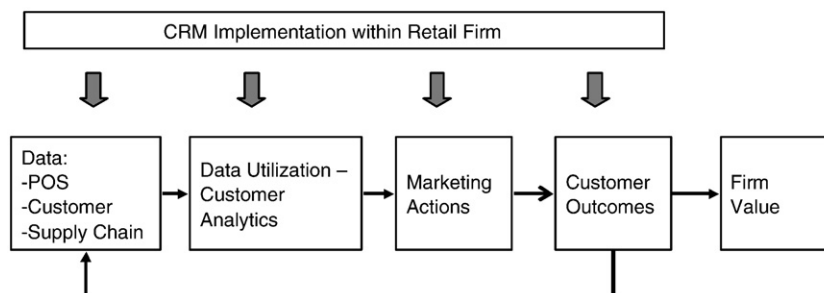 CRM Implementation within Retail Firm
Data:
-POS
-Customer
-Supply Chain
Data Utilization –
Customer
Analytics
Marketing
Actions
Customer
Outcomes
Firm
Value